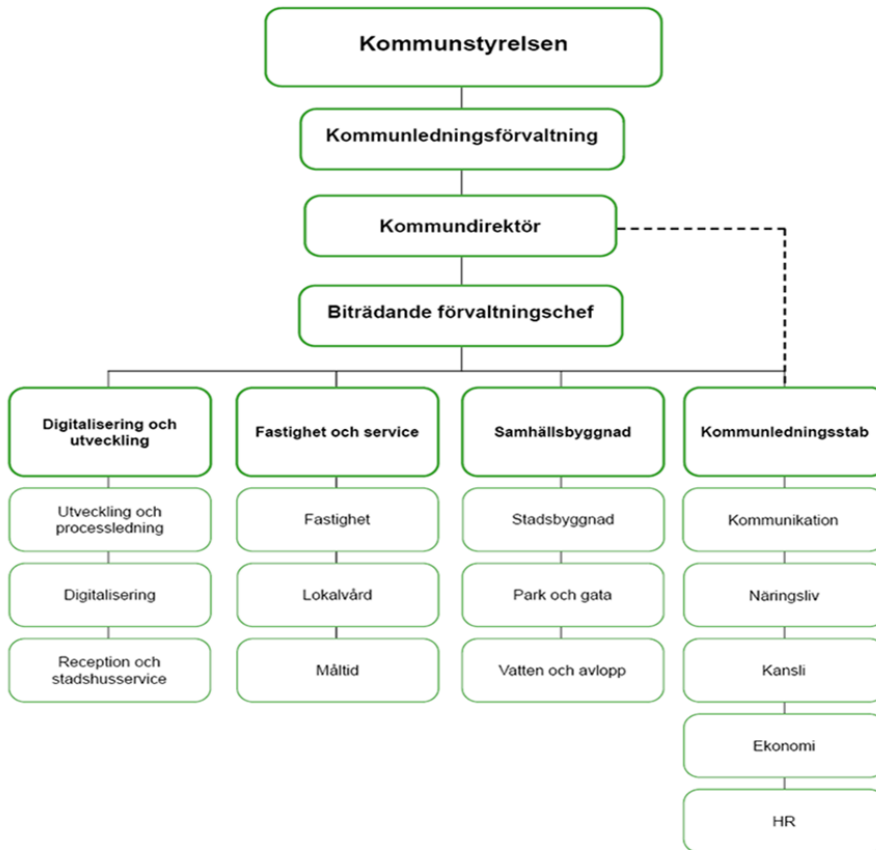 Kommunstyrelsen
Kommunledningsförvaltning
Kommundirektör
Biträdande förvaltningschef
Digitalisering och
utveckling
Utveckling och
processledning
Digitalisering
Reception och
stadshusservice
Fastighet och service
Fastighet
Lokalvård
Måltid
Samhällsbyggnad
Stadsbyggnad
Park och gata
Vatten och avlopp
Kommunledningsstab
Kommunikation
Näringsliv
Kansli
Ekonomi
HR